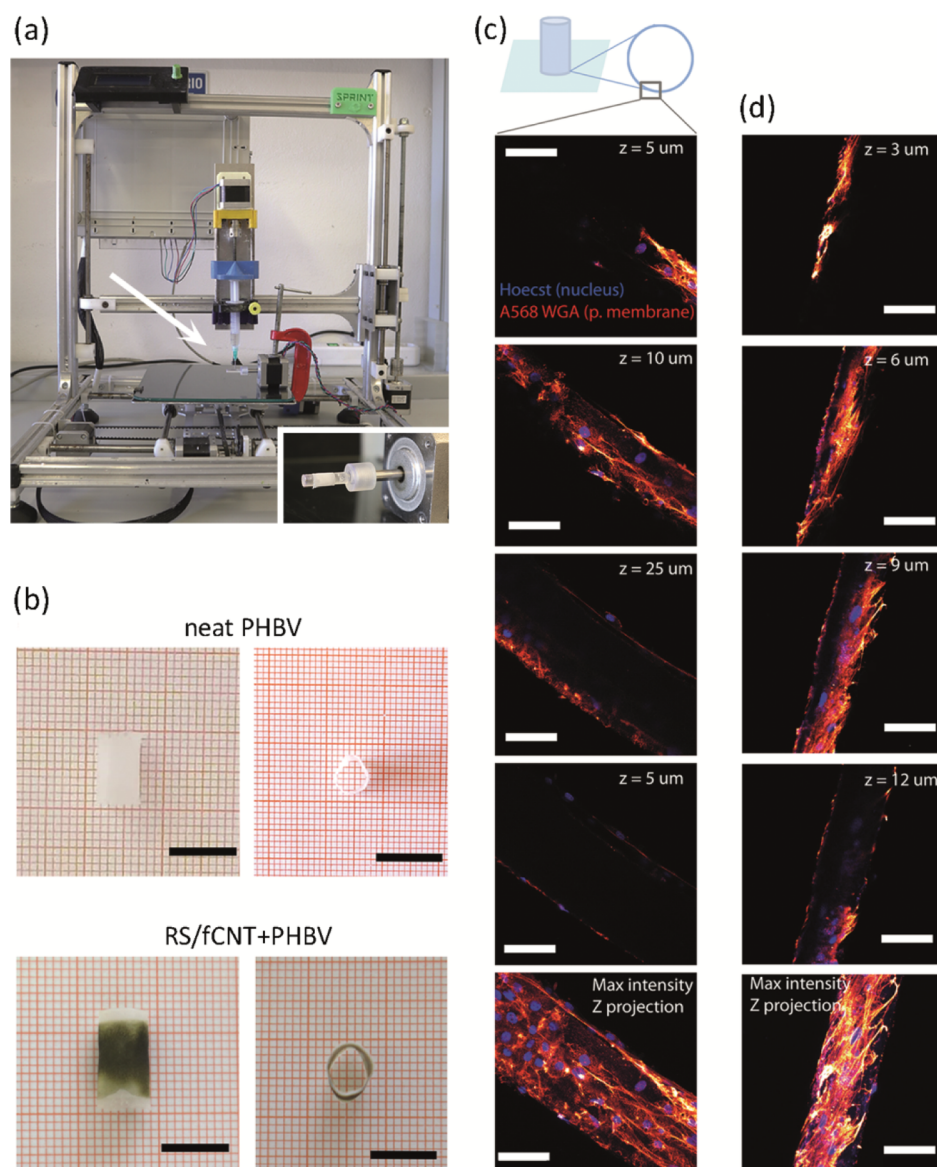 (a)
SPRINT
RIO
(b)
neat PHBV
RS/fCNT+PHBV
(c)
z = 5 um
Hoecst (nucleus)
A568 WGA (p. membrane)
z = 10 um
z = 25 um
z = 5 um
Max intensity
Z projection
(d)
z = 3 um
z = 6 um
z = 9 um
z = 12 um
Max intensity
Z projection